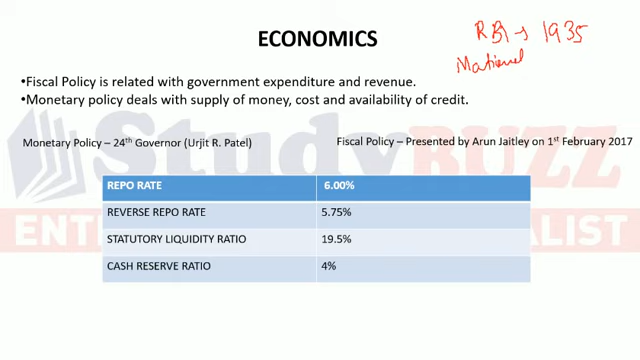 RBI → 1935
National
ECONOMICS
•Fiscal Policy is related with government expenditure and revenue.
•Monetary policy deals with supply of money, cost and availability of credit.
Monetary Policy – 24th Governor (Urjit R. Patel)
Fiscal Policy – Presented by Arun Jaitley on 1st February 2017
REPO RATE 6.00%
REVERSE REPO RATE 5.75%
STATUTORY LIQUIDITY RATIO 19.5%
CASH RESERVE RATIO 4%
StudyBUZZ